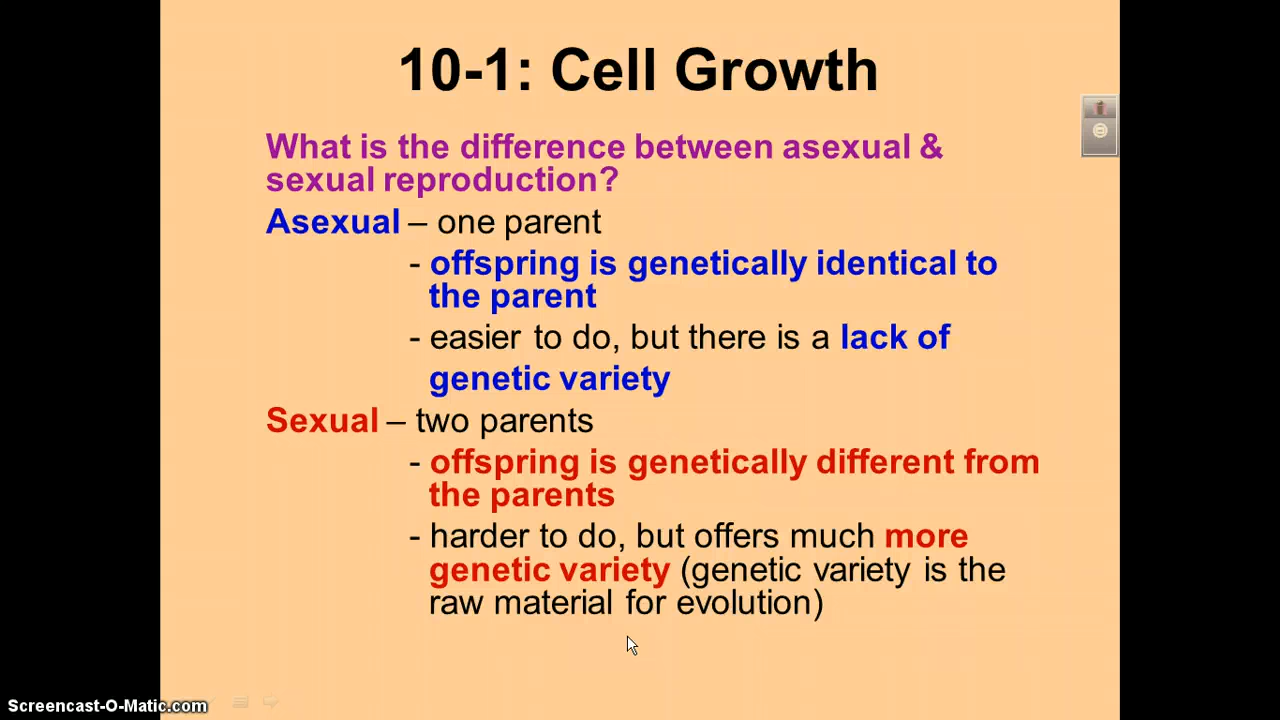 10-1: Cell Growth
What is the difference between asexual &
sexual reproduction?
Asexual – one parent
- offspring is genetically identical to
the parent
- easier to do, but there is a lack of
genetic variety
Sexual – two parents
- offspring is genetically different from
the parents
- harder to do, but offers much more
genetic variety (genetic variety is the
raw material for evolution)
Screencast-O-Matic.com